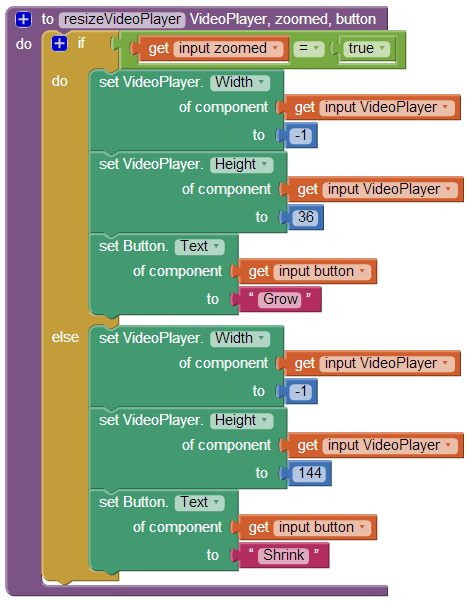 to resizeVideoPlayer VideoPlayer, zoomed, button
do if get input zoomed = true
do set VideoPlayer. Width
of component get input VideoPlayer
to -1
set VideoPlayer. Height
of component get input VideoPlayer
to 36
set Button. Text
of component get input button
to “ Grow ”
else set VideoPlayer. Width
of component get input VideoPlayer
to -1
set VideoPlayer. Height
of component get input VideoPlayer
to 144
set Button. Text
of component get input button
to “ Shrink ”